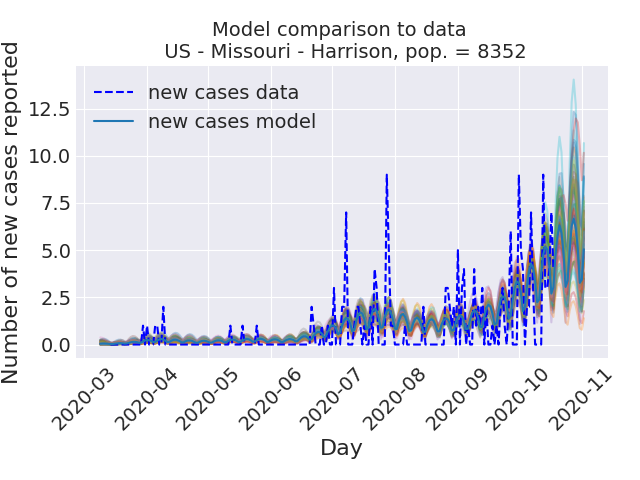 Model comparison to data
US - Missouri - Harrison, pop. = 8352
new cases data
new cases model
Number of new cases reported
12.5
10.0
7.5
5.0
2.5
0.0
2020-03
2020-04
2020-05
2020-06
2020-07
2020-08
2020-09
2020-10
2020-11
Day